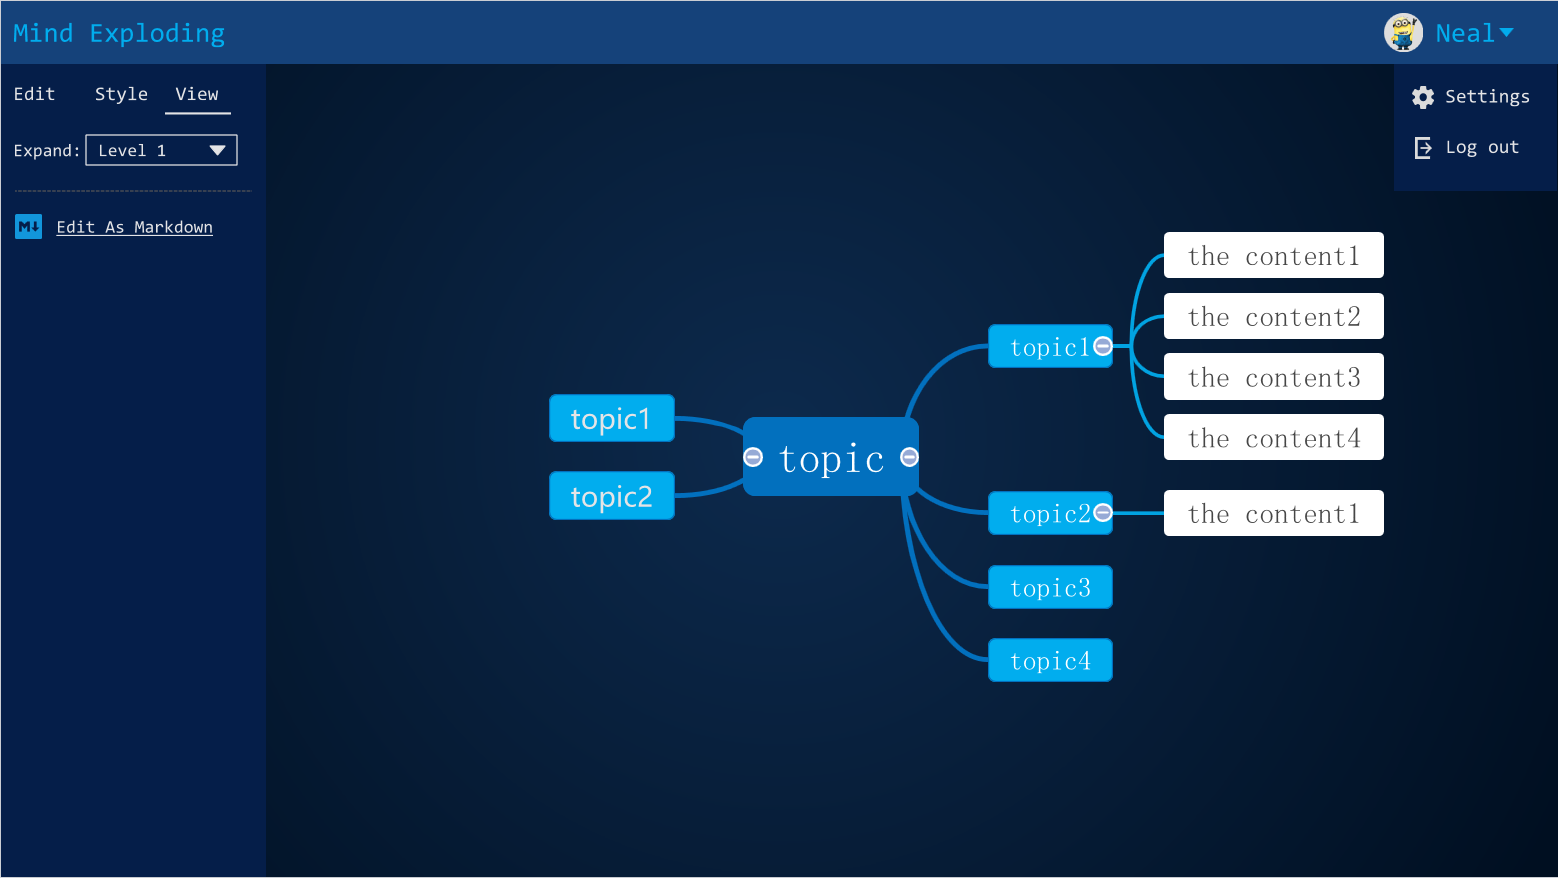 Mind Exploding
Neal
Edit Style View
Expand: Level 1
M Edit As Markdown
Settings
Log out
topic1
topic2
topic
topic1
the content1
the content2
the content3
the content4
topic2
the content1
topic3
topic4